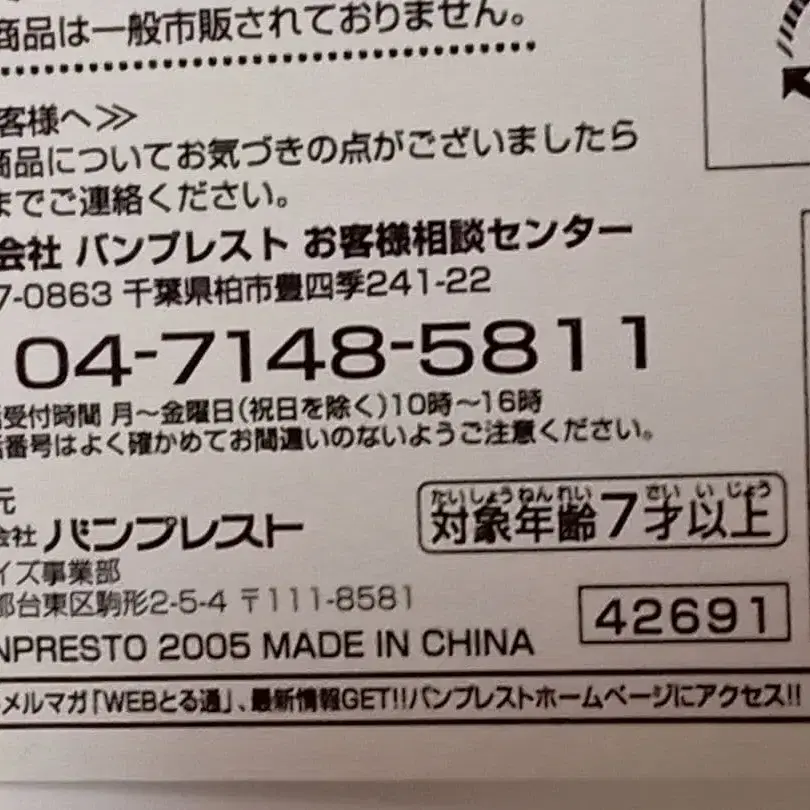 商品は一般市販されておりません。
客様へ≫
商品についてお気づきの点がございましたら
までご連絡ください。
会社 バンプレスト お客様相談センター
7-0863 千葉県柏市豊四季241-22
04-7148-5811
受付時間 月〜金曜日(祝日を除く)10時〜16時
番号はよく確かめてお間違いのないようご注意ください。
元
会社 バンプレスト
たいしょうねんれい さい いじょう
対象年齢7才以上
イズ事業部
都台東区駒形2-5-4 〒111-8581
42691
NPRESTO 2005 MADE IN CHINA
メルマガ「WEBとる通」、最新情報GET!!バンプレストホームページにアクセス!!